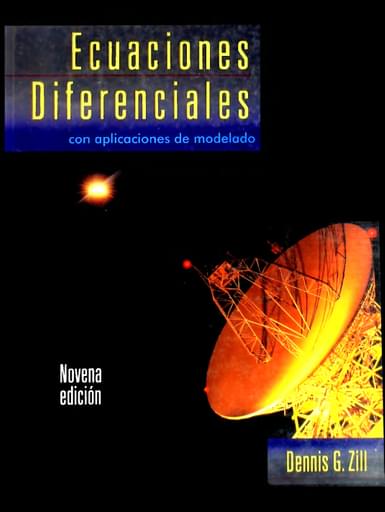 Ecuaciones
Diferenciales
con aplicaciones de modelado
Novena
edición
Dennis G. Zill